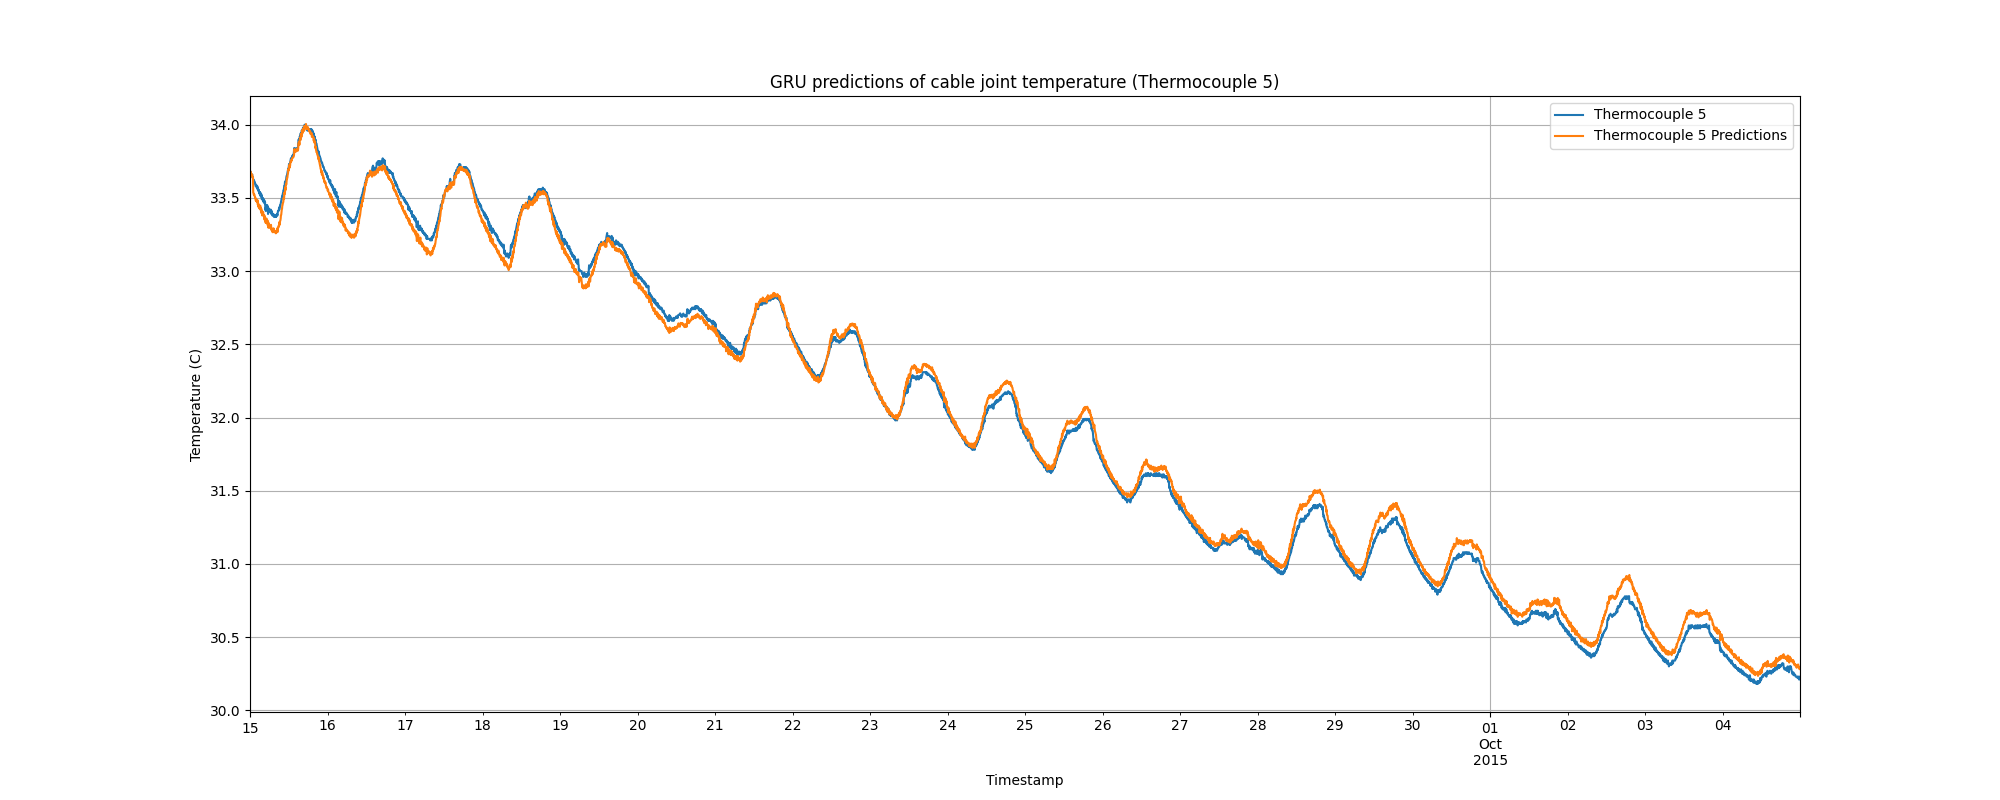 GRU predictions of cable joint temperature (Thermocouple 5)
Thermocouple 5
Thermocouple 5 Predictions
Temperature (C)
34.0
33.5
33.0
32.5
32.0
31.5
31.0
30.5
30.0
15 16 17 18 19 20 21 22 23 24 25 26 27 28 29 30 01 02 03 04
Oct
2015
Timestamp